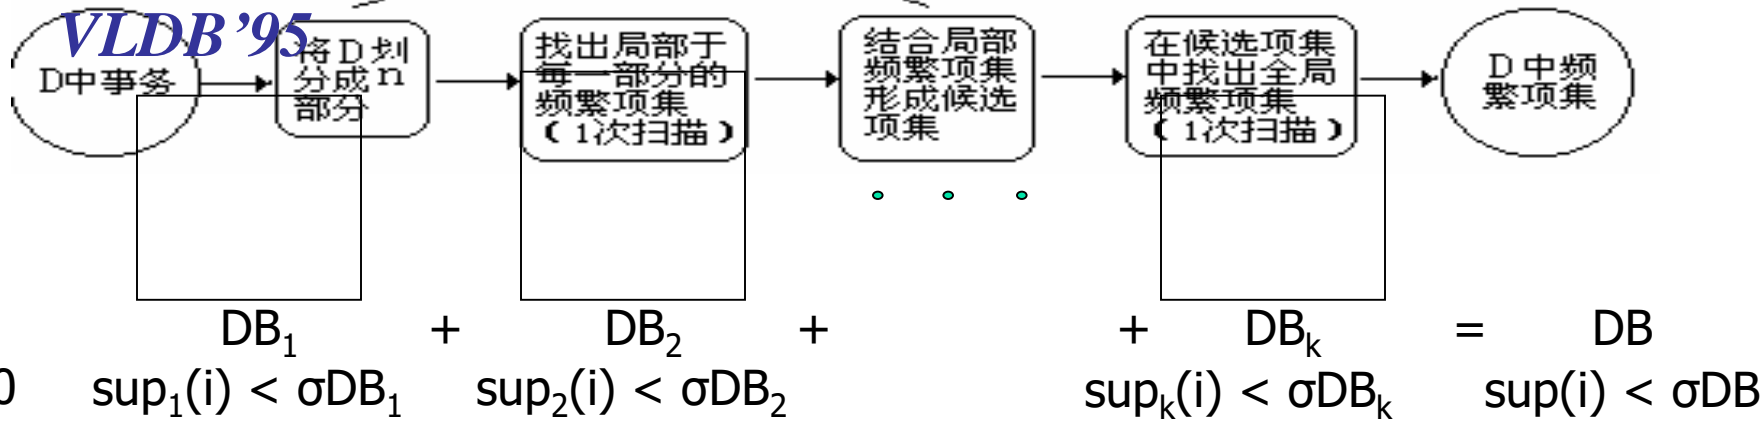 VLDB’95
D中事务
将D划
分成n
部分
找出局部于
每一部分的
频繁项集
(1次扫描)
结合局部
频繁项集
形成候选
项集
在候选项集
中找出全局
频繁项集
(1次扫描)
D中频
繁项集
DB₁ + DB₂ + + DBₖ = DB
0 sup₁(i) < σDB₁ sup₂(i) < σDB₂ supₖ(i) < σDBₖ sup(i) < σDB